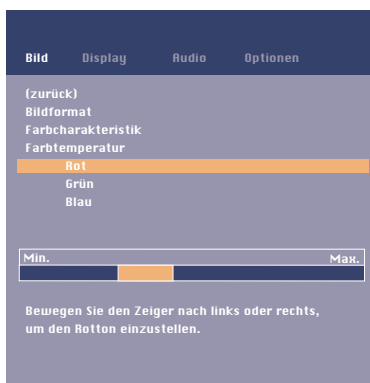 Bild Display Audio Optionen
(zurück)
Bildformat
Farbcharakteristik
Farbtemperatur
Rot
Grün
Blau
Min. Max.
Bewegen Sie den Zeiger nach links oder rechts,
um den Rotton einzustellen.